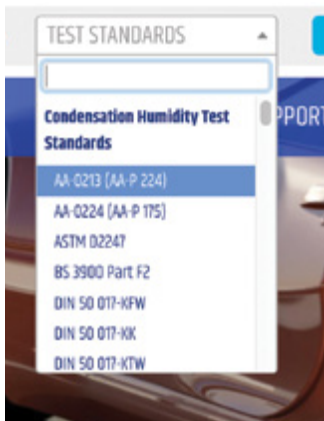 TEST STANDARDS
Condensation Humidity Test
Standards
AA-0213 (AA-P 224)
AA-0224 (AA-P 175)
ASTM D2247
BS 3900 Part F2
DIN 50 017-KFW
DIN 50 017-KK
DIN 50 017-KTW